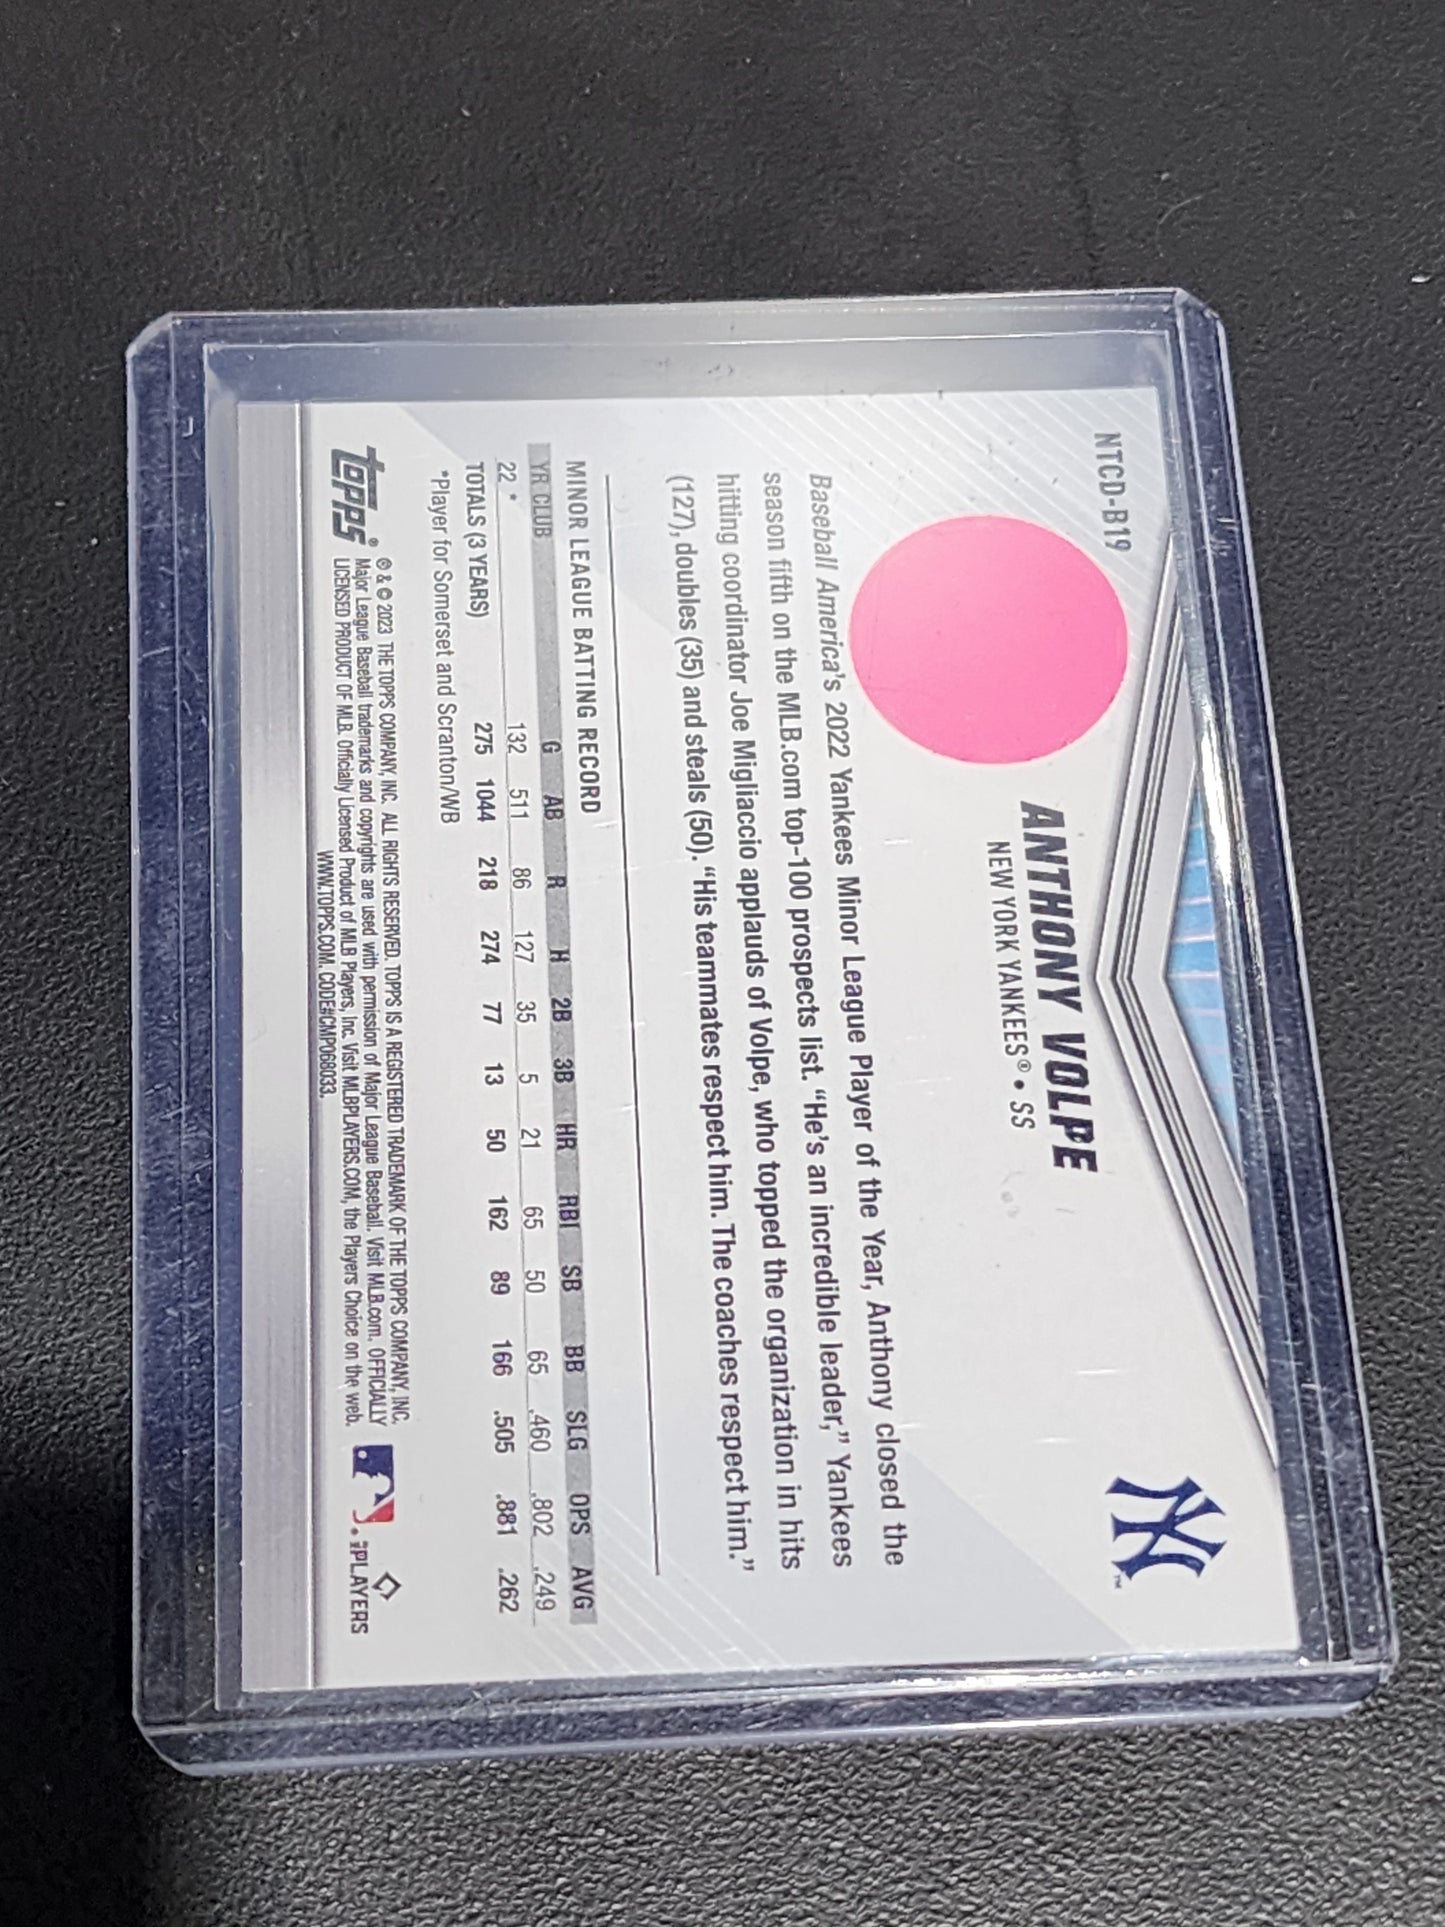 NTCD-B19
ANTHONY VOLPE
NEW YORK YANKEES® • SS
NY™
Baseball America's 2022 Yankees Minor League Player of the Year, Anthony closed the
season fifth on the MLB.com top-100 prospects list. “He's an incredible leader,” Yankees
hitting coordinator Joe Migliaccio applauds of Volpe, who topped the organization in hits
(127), doubles (35) and steals (50). “His teammates respect him. The coaches respect him.”
MINOR LEAGUE BATTING RECORD
YR CLUB G AB R H 2B 3B HR RBI SB BB SLG OPS AVG
22 * 132 511 86 127 35 5 21 65 50 65 .460 .802 .249
TOTALS (3 YEARS) 275 1044 218 274 77 13 50 162 89 166 .505 .881 .262
*Player for Somerset and Scranton/WB
topps®
® & © 2023 THE TOPPS COMPANY, INC. ALL RIGHTS RESERVED. TOPPS IS A REGISTERED TRADEMARK OF THE TOPPS COMPANY, INC.
Major League Baseball trademarks and copyrights are used with permission of Major League Baseball. Visit MLB.com. OFFICIALLY
LICENSED PRODUCT OF MLB. Officially Licensed Product of MLB Players, Inc. Visit MLBPLAYERS.COM, the Players Choice on the web.
WWW.TOPPS.COM. CODE#CMP068033.
MLB PLAYERS